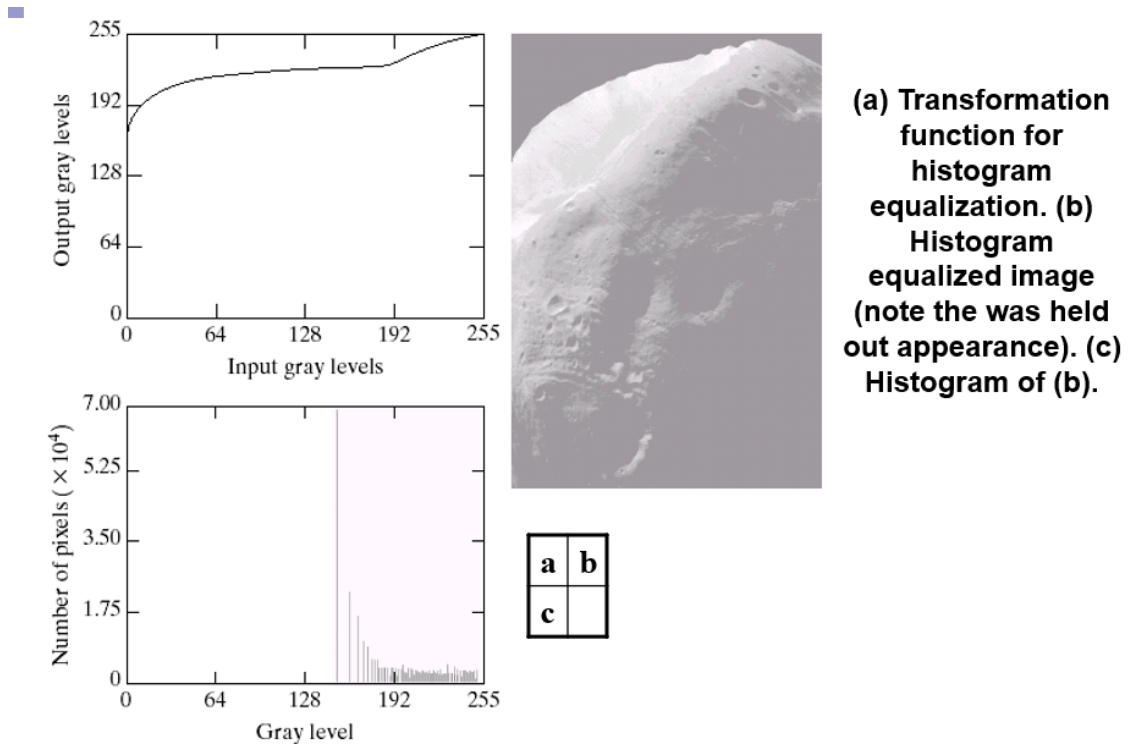 255
192
128
64
0
Output gray levels
0 64 128 192 255
Input gray levels
7.00
5.25
3.50
1.75
0
Number of pixels ( × 10⁴)
0 64 128 192 255
Gray level
a b
c
(a) Transformation
function for
histogram
equalization. (b)
Histogram
equalized image
(note the was held
out appearance). (c)
Histogram of (b).